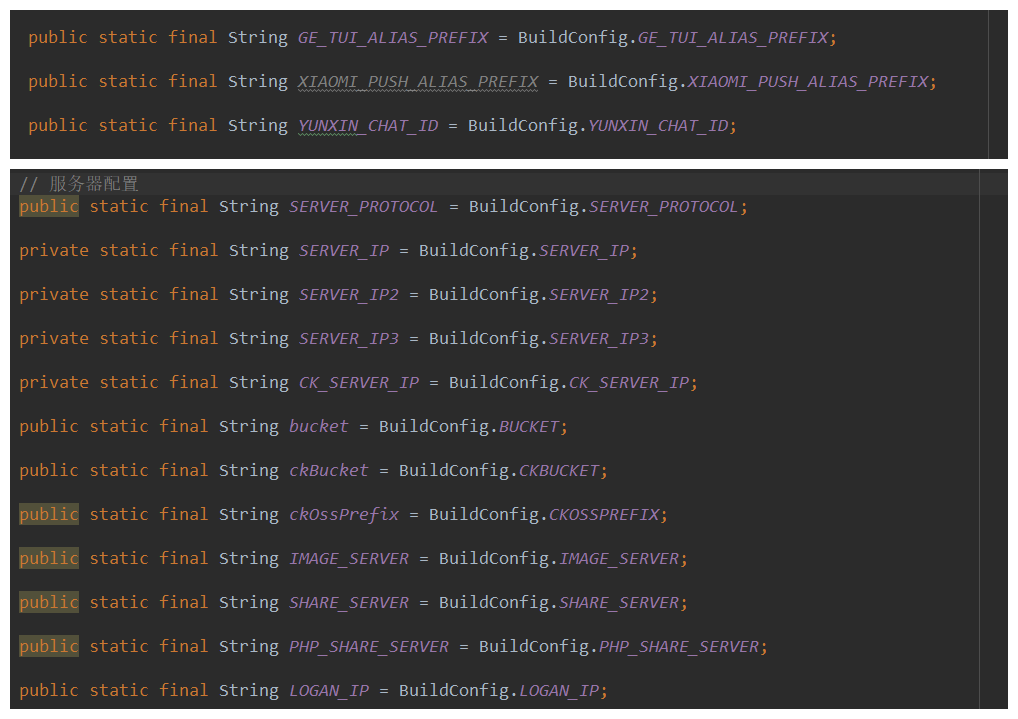 public static final String GE_TUI_ALIAS_PREFIX = BuildConfig.GE_TUI_ALIAS_PREFIX;
public static final String XIAOMI_PUSH_ALIAS_PREFIX = BuildConfig.XIAOMI_PUSH_ALIAS_PREFIX;
public static final String YUNXIN_CHAT_ID = BuildConfig.YUNXIN_CHAT_ID;
// 服务器配置
public static final String SERVER_PROTOCOL = BuildConfig.SERVER_PROTOCOL;
private static final String SERVER_IP = BuildConfig.SERVER_IP;
private static final String SERVER_IP2 = BuildConfig.SERVER_IP2;
private static final String SERVER_IP3 = BuildConfig.SERVER_IP3;
private static final String CK_SERVER_IP = BuildConfig.CK_SERVER_IP;
public static final String bucket = BuildConfig.BUCKET;
public static final String ckBucket = BuildConfig.CKBUCKET;
public static final String ckOssPrefix = BuildConfig.CKOSSPREFIX;
public static final String IMAGE_SERVER = BuildConfig.IMAGE_SERVER;
public static final String SHARE_SERVER = BuildConfig.SHARE_SERVER;
public static final String PHP_SHARE_SERVER = BuildConfig.PHP_SHARE_SERVER;
public static final String LOGAN_IP = BuildConfig.LOGAN_IP;